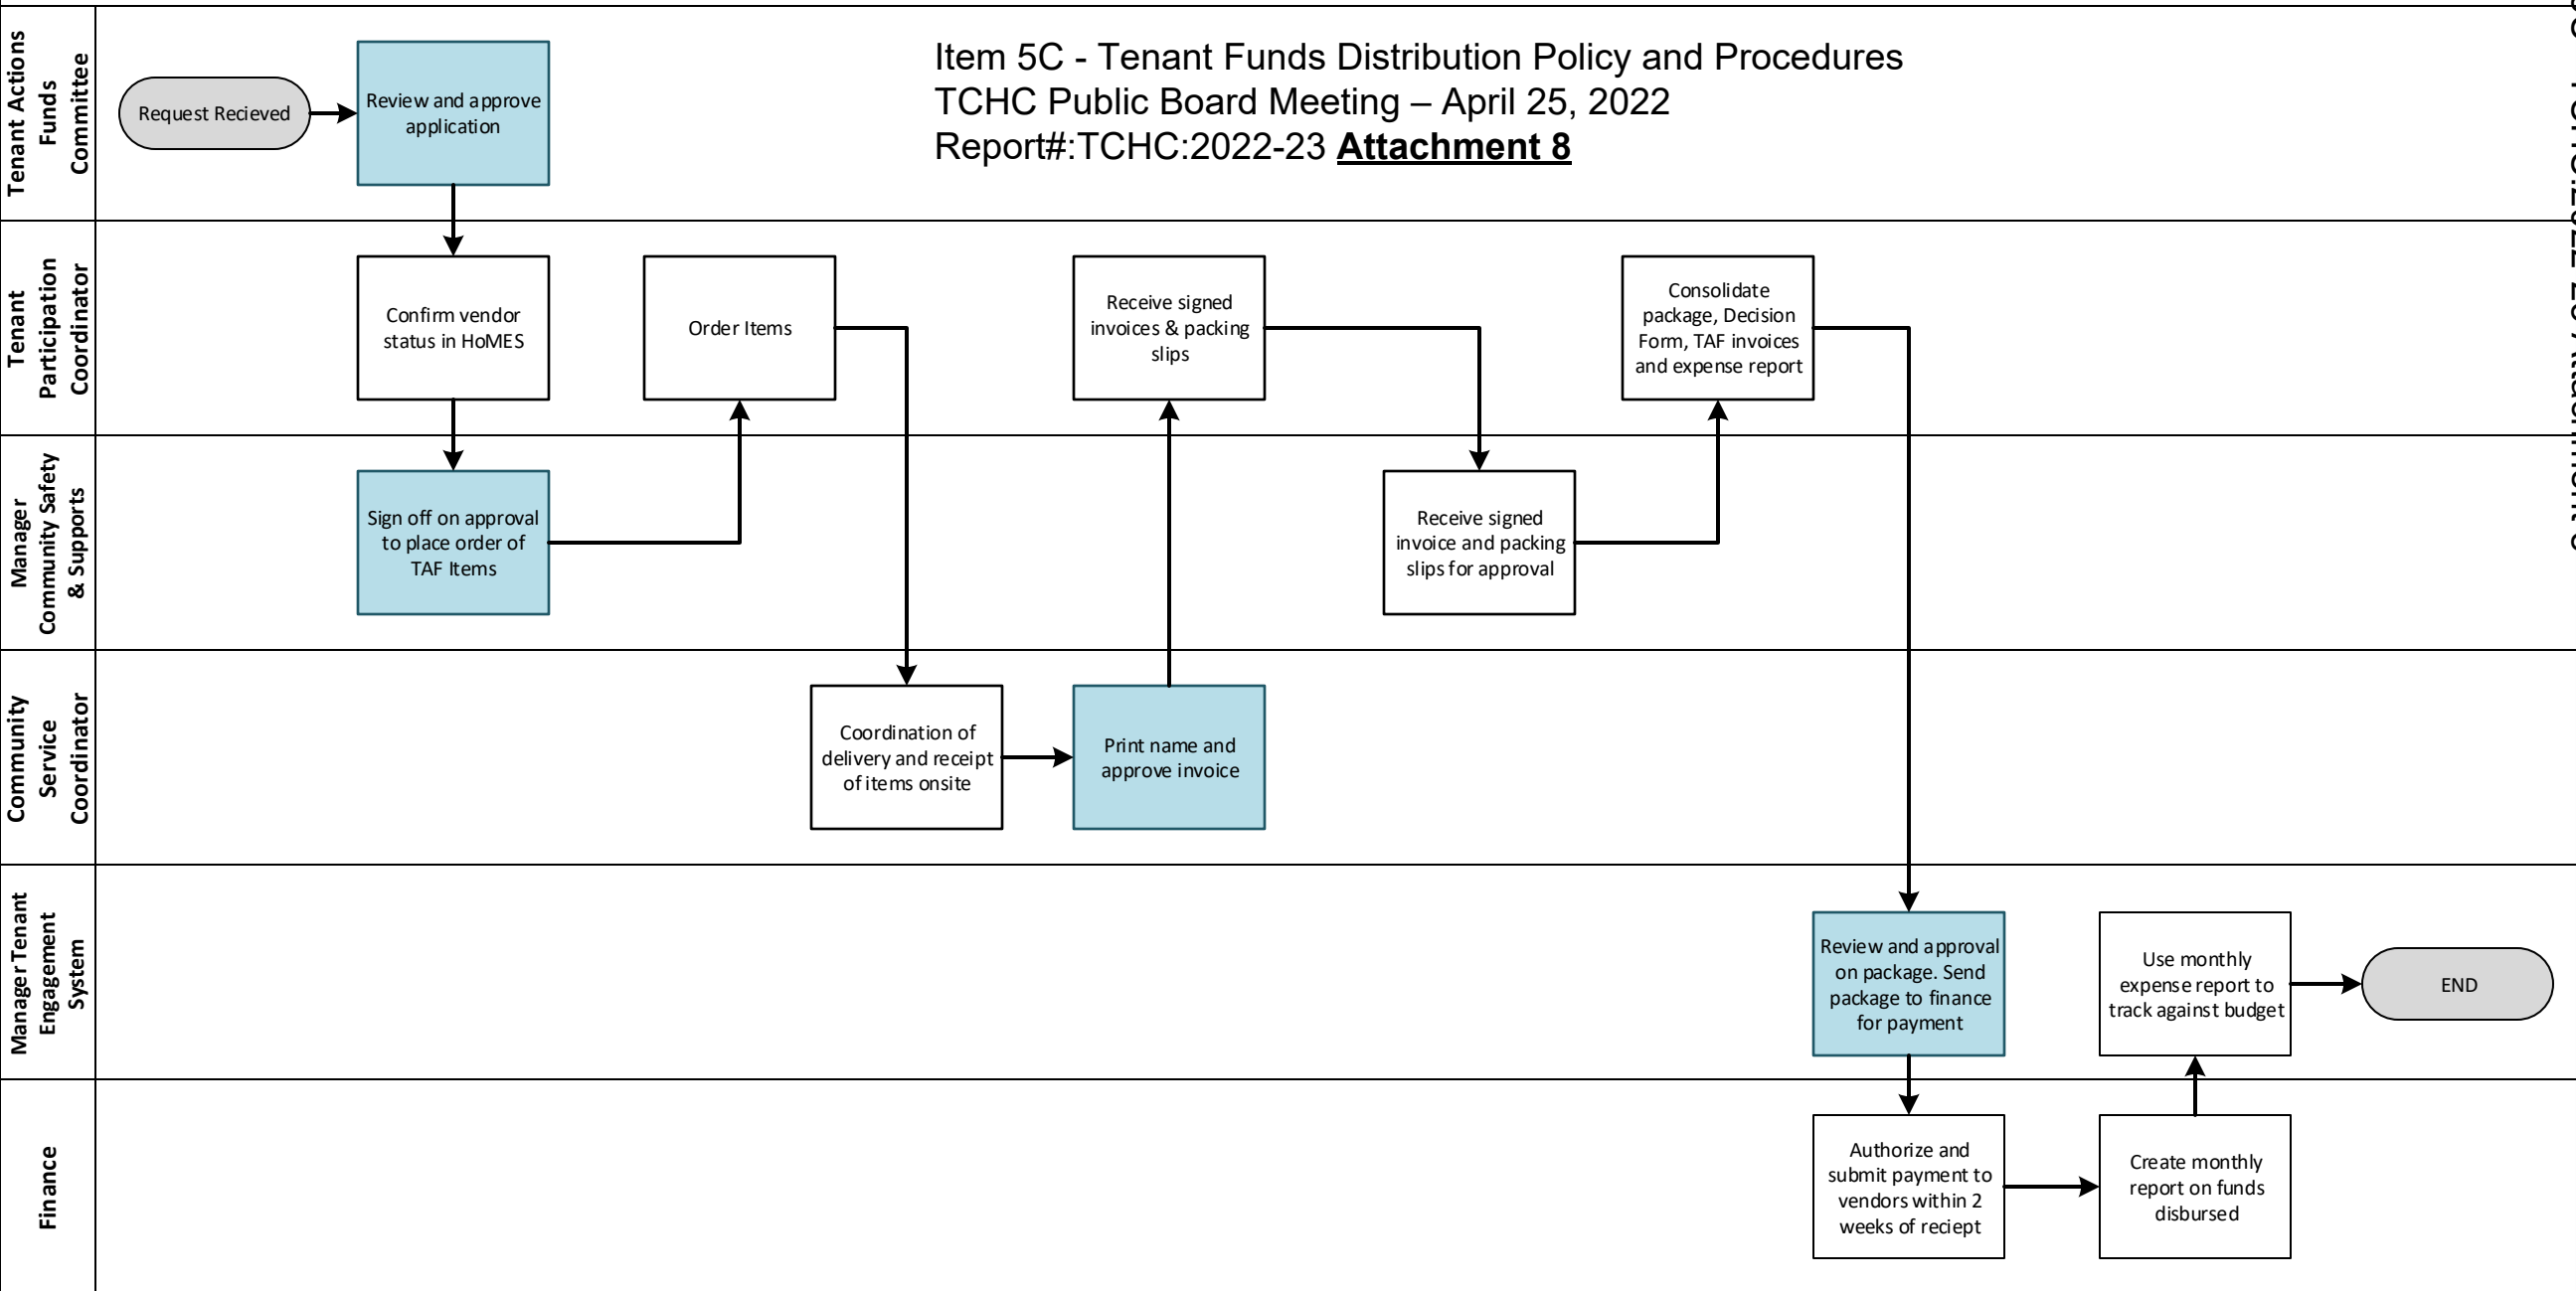 Item 5C - Tenant Funds Distribution Policy and Procedures
TCHC Public Board Meeting – April 25, 2022
Report#:TCHC:2022-23 Attachment 8
Tenant Actions
Funds
Committee
Request Recieved
Review and approve
application
Tenant
Participation
Coordinator
Confirm vendor
status in HoMES
Order Items
Receive signed
invoices & packing
slips
Consolidate
package, Decision
Form, TAF invoices
and expense report
Manager
Community Safety
& Supports
Sign off on approval
to place order of
TAF Items
Receive signed
invoice and packing
slips for approval
Community
Service
Coordinator
Coordination of
delivery and receipt
of items onsite
Print name and
approve invoice
Manager Tenant
Engagement
System
Review and approval
on package. Send
package to finance
for payment
Use monthly
expense report to
track against budget
END
Finance
Authorize and
submit payment to
vendors within 2
weeks of reciept
Create monthly
report on funds
disbursed